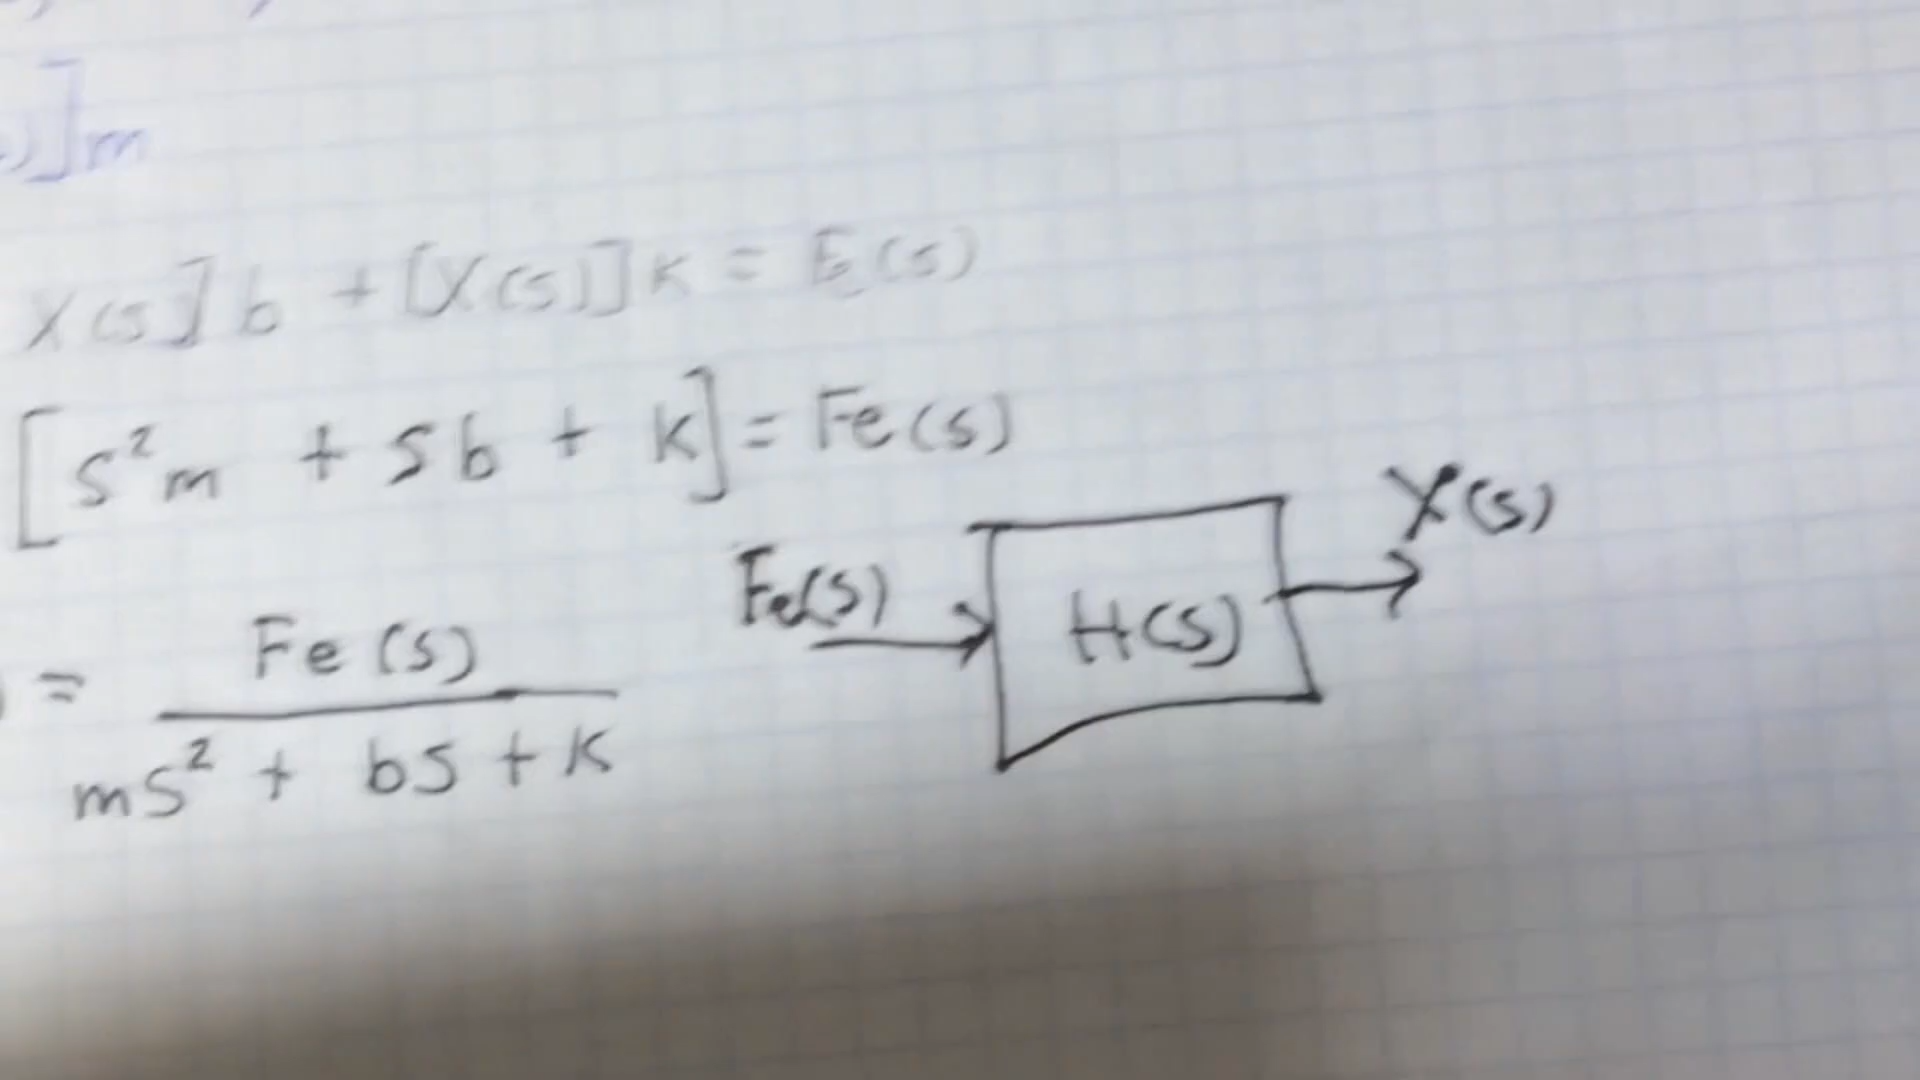 ]m
X(s)]b + [X(s)]k = Fe(s)
[s²m + sb + k] = Fe(s)
X(s)
Fe(s)
H(s)
= Fe(s)
ms² + bs + k